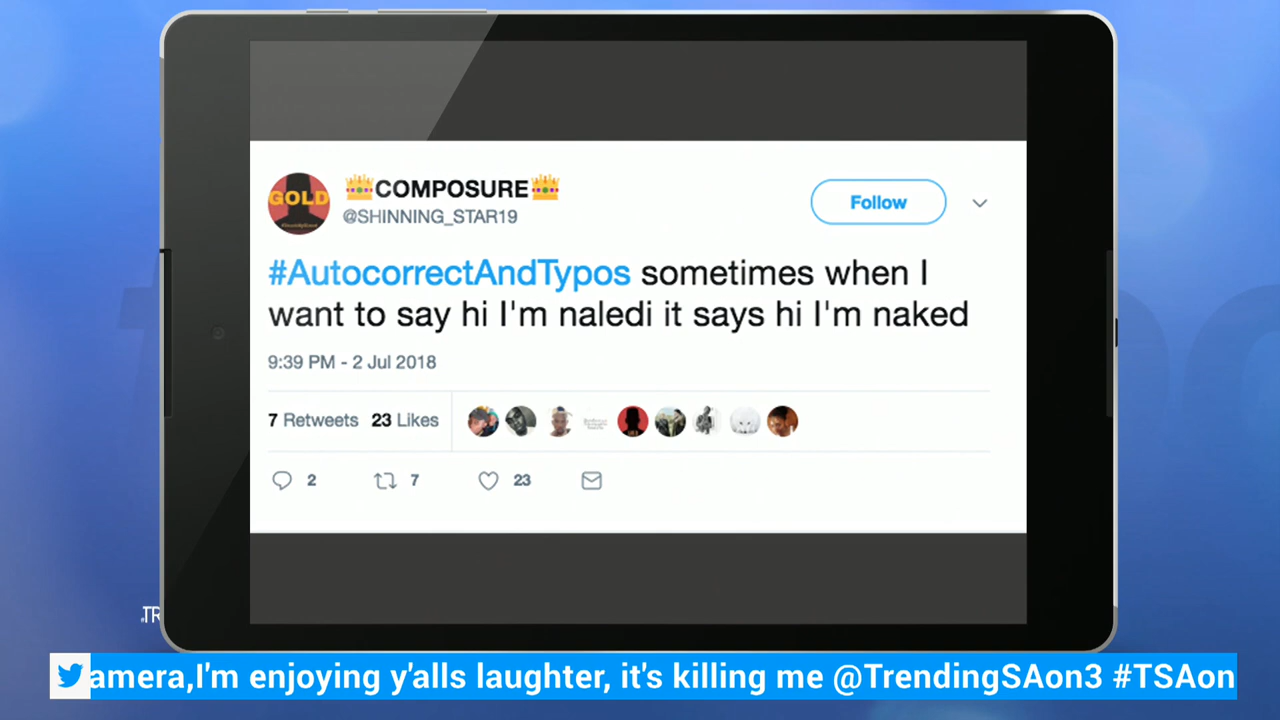 GOLD
👑COMPOSURE👑
@SHINNING_STAR19
Follow
#AutocorrectAndTypos sometimes when I
want to say hi I'm naledi it says hi I'm naked
9:39 PM - 2 Jul 2018
7 Retweets 23 Likes
2 7 23
amera,I'm enjoying y'alls laughter, it's killing me @TrendingSAon3 #TSAon